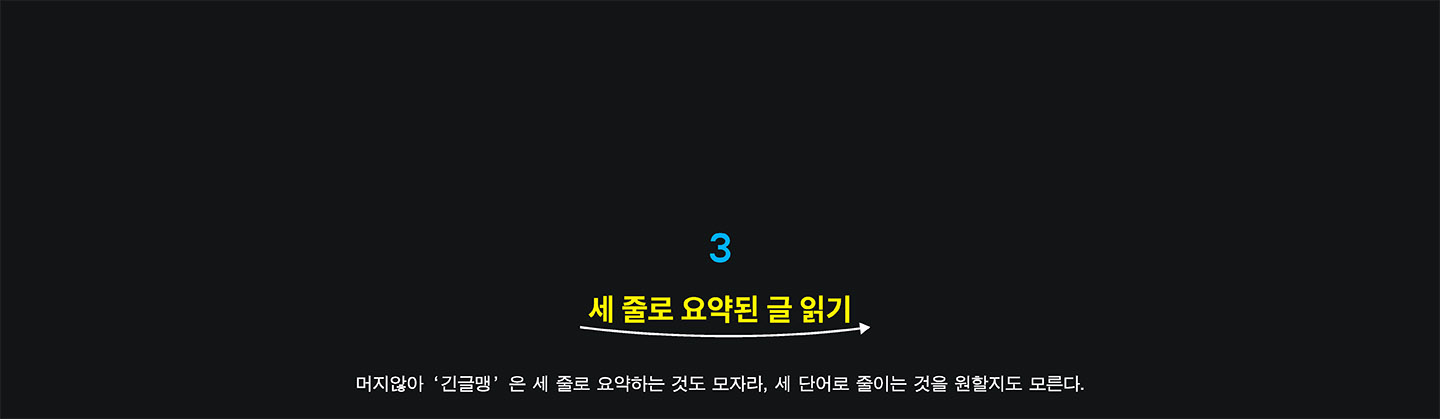 3
세 줄로 요약된 글 읽기
머지않아 ‘긴글맹’ 은 세 줄로 요약하는 것도 모자라, 세 단어로 줄이는 것을 원할지도 모른다.